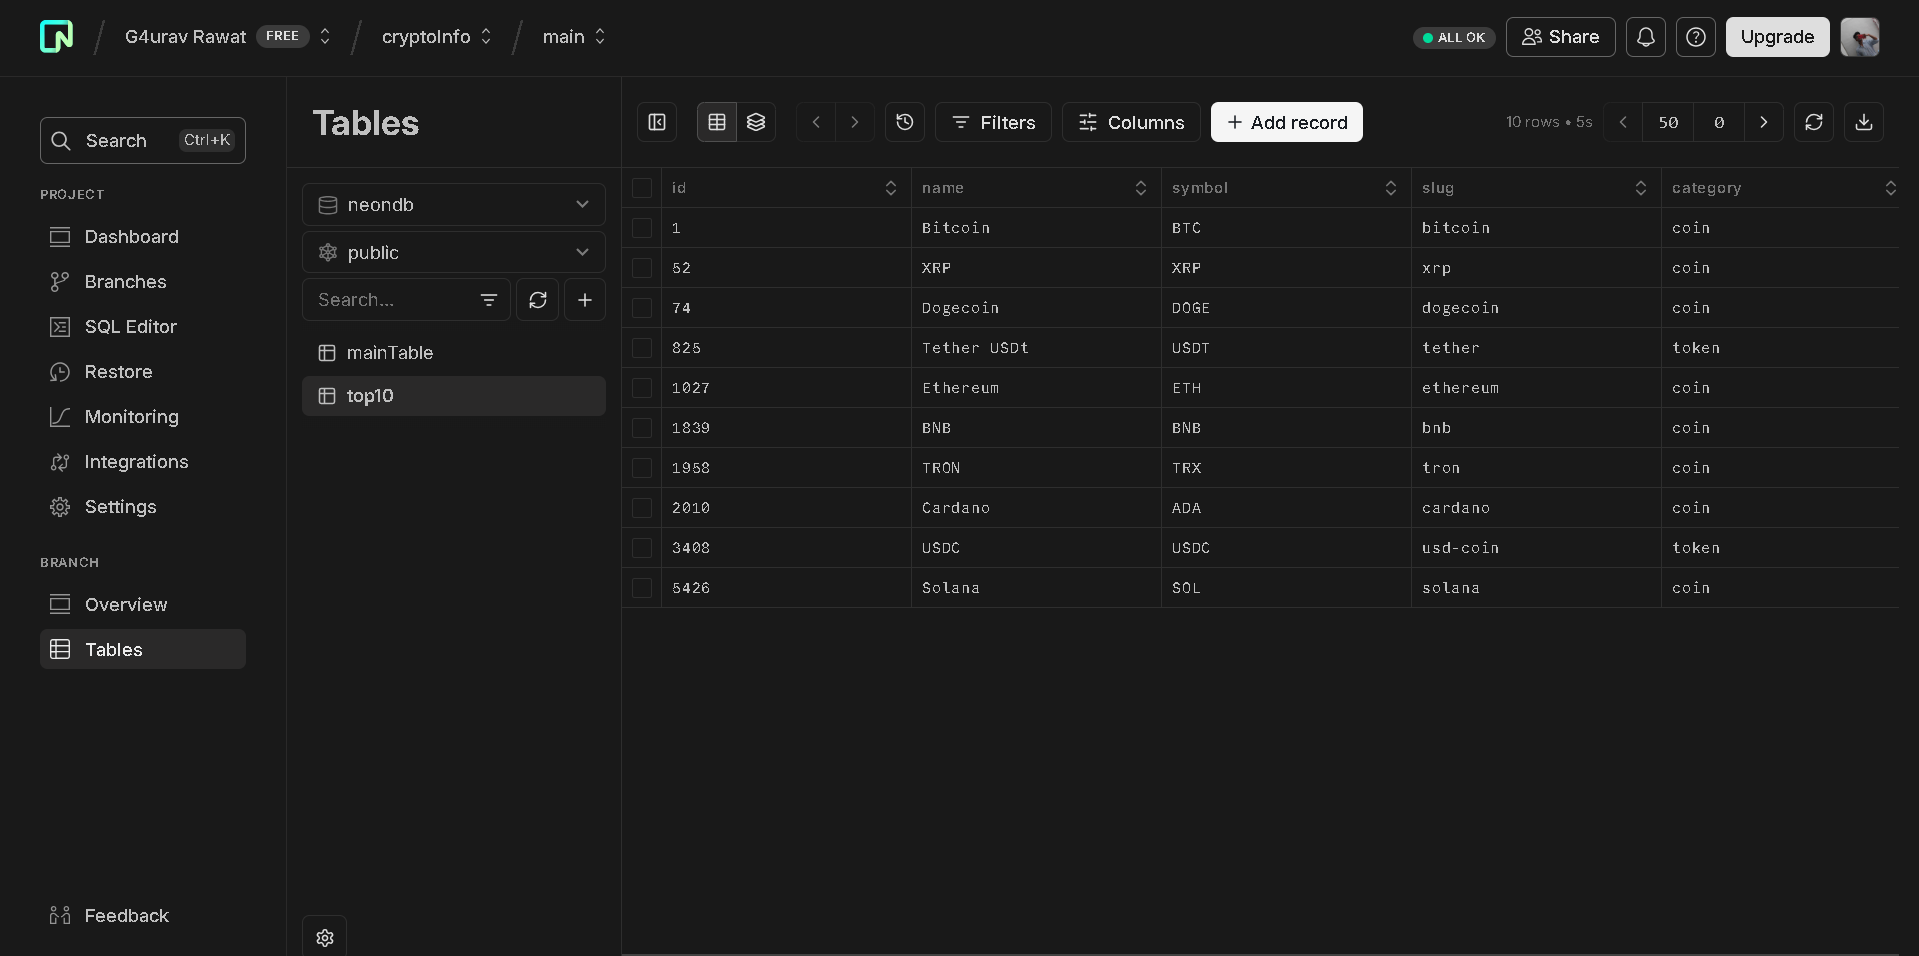 G4urav Rawat FREE cryptoInfo main ALL OK Share Upgrade
Search Ctrl+K
PROJECT
Dashboard
Branches
SQL Editor
Restore
Monitoring
Integrations
Settings
BRANCH
Overview
Tables
Feedback
Tables
neondb
public
Search...
mainTable
top10
Filters Columns Add record 10 rows • 5s 50 0
id name symbol slug category
1 Bitcoin BTC bitcoin coin
52 XRP XRP xrp coin
74 Dogecoin DOGE dogecoin coin
825 Tether USDt USDT tether token
1027 Ethereum ETH ethereum coin
1839 BNB BNB bnb coin
1958 TRON TRX tron coin
2010 Cardano ADA cardano coin
3408 USDC USDC usd-coin token
5426 Solana SOL solana coin